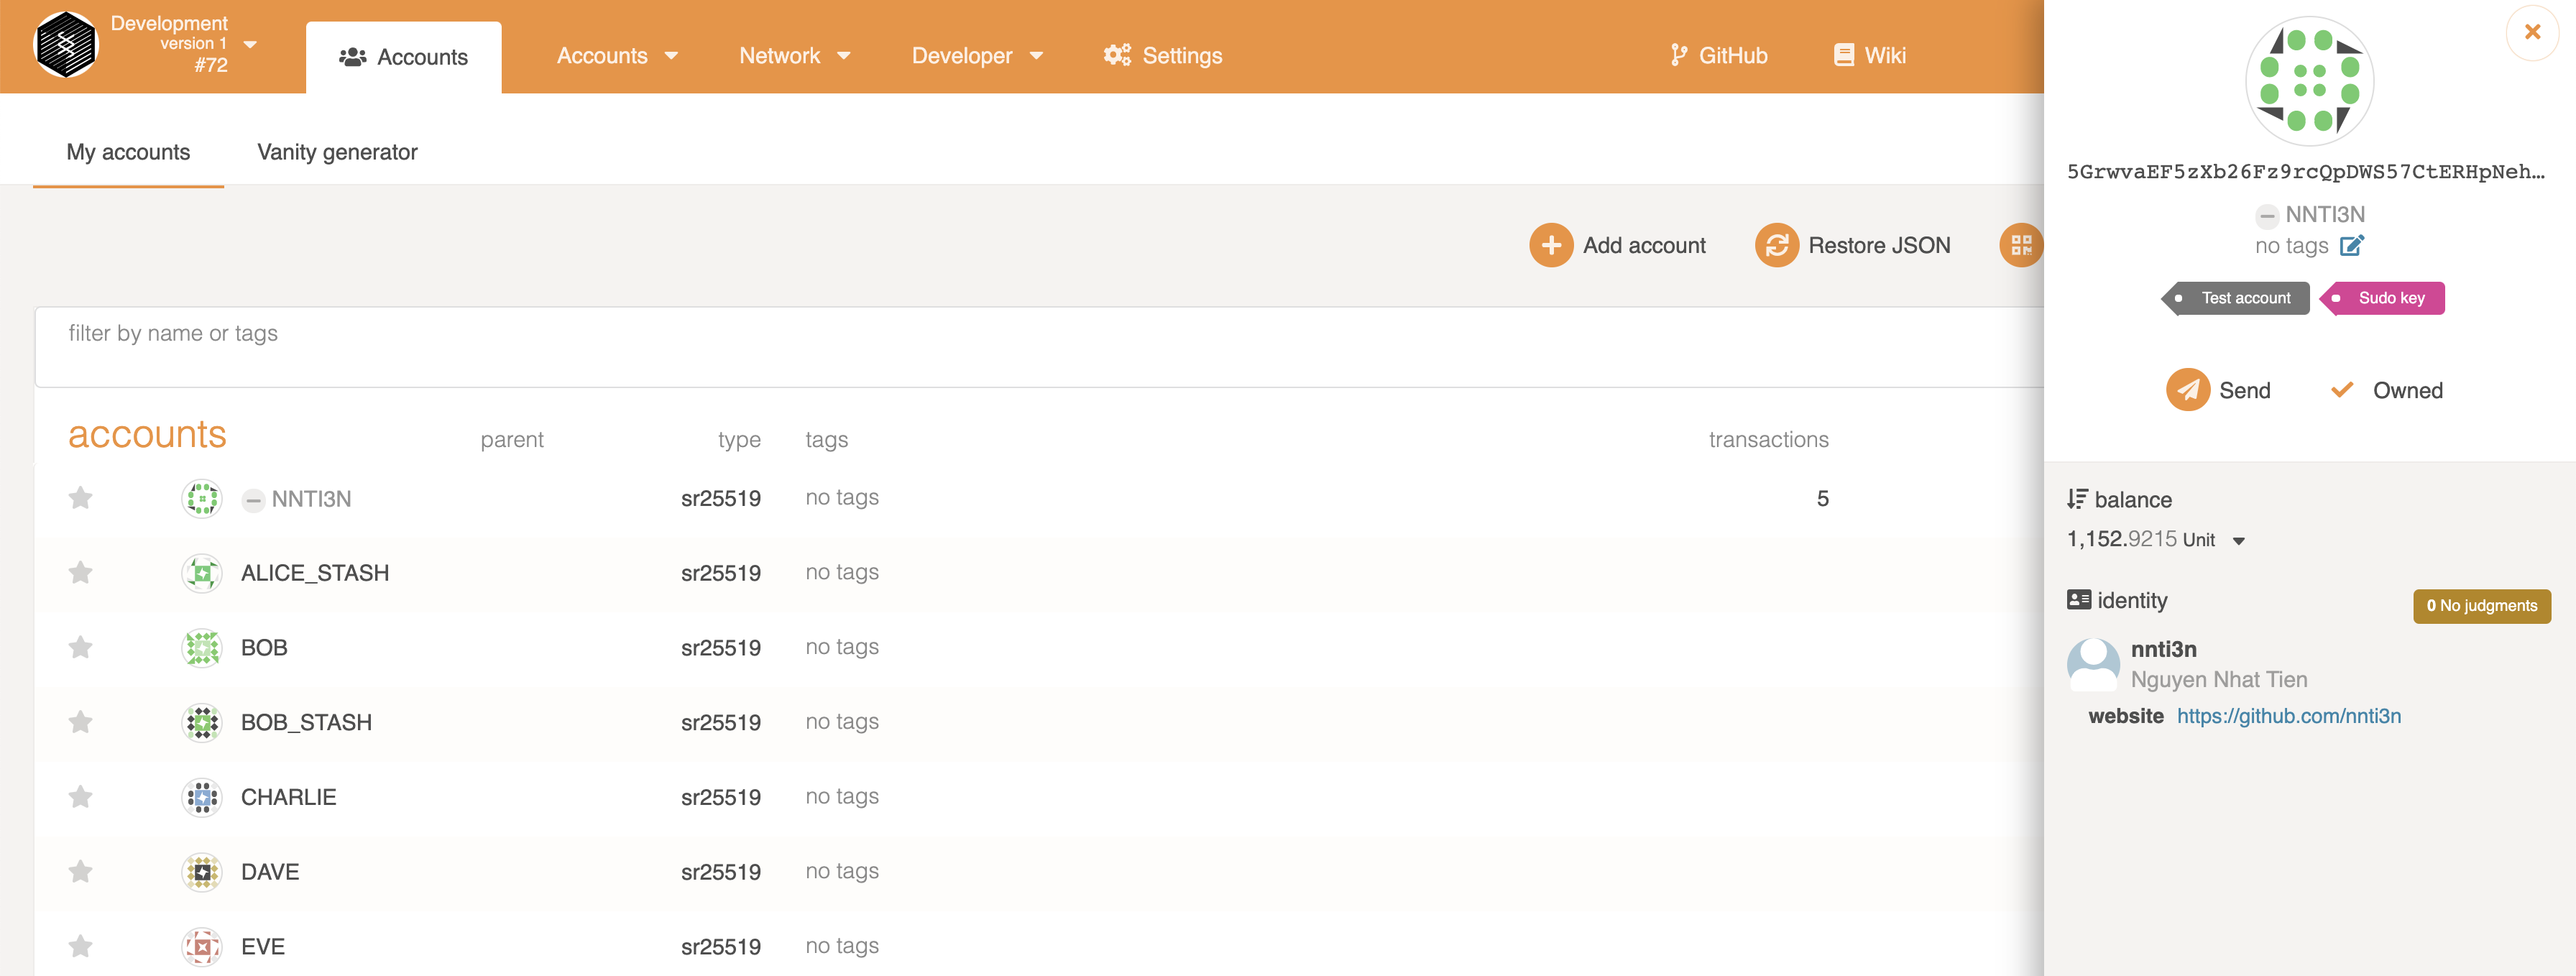 Development
version 1
#72
Accounts
Accounts
Network
Developer
Settings
GitHub
Wiki
My accounts
Vanity generator
Add account
Restore JSON
filter by name or tags
accounts parent type tags transactions
NNTI3N sr25519 no tags 5
ALICE_STASH sr25519 no tags
BOB sr25519 no tags
BOB_STASH sr25519 no tags
CHARLIE sr25519 no tags
DAVE sr25519 no tags
EVE sr25519 no tags
5GrwvaEF5zXb26Fz9rcQpDWS57CtERHpNeh…
NNTI3N
no tags
Test account
Sudo key
Send
Owned
balance
1,152.9215 Unit
identity
0 No judgments
nnti3n
Nguyen Nhat Tien
website https://github.com/nnti3n